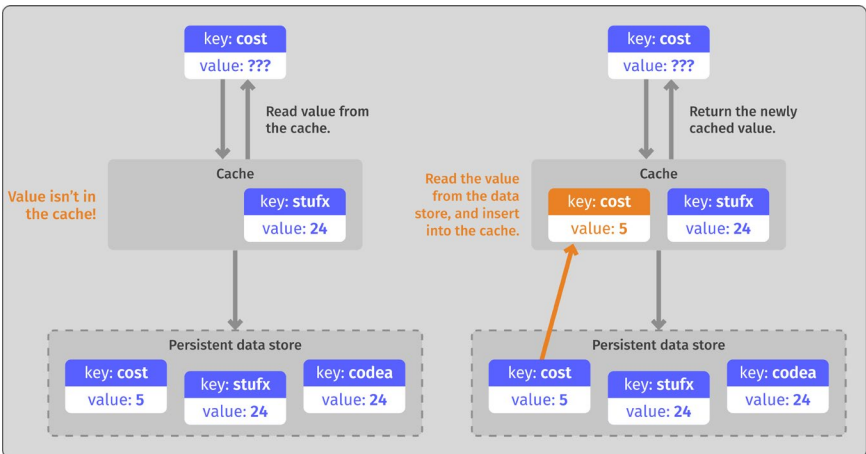 key: cost
value: ???
Read value from
the cache.
Value isn't in
the cache!
Cache
key: stufx
value: 24
Persistent data store
key: cost
value: 5
key: stufx
value: 24
key: codea
value: 24
key: cost
value: ???
Return the newly
cached value.
Read the value
from the data
store, and insert
into the cache.
Cache
key: cost
value: 5
key: stufx
value: 24
Persistent data store
key: cost
value: 5
key: stufx
value: 24
key: codea
value: 24